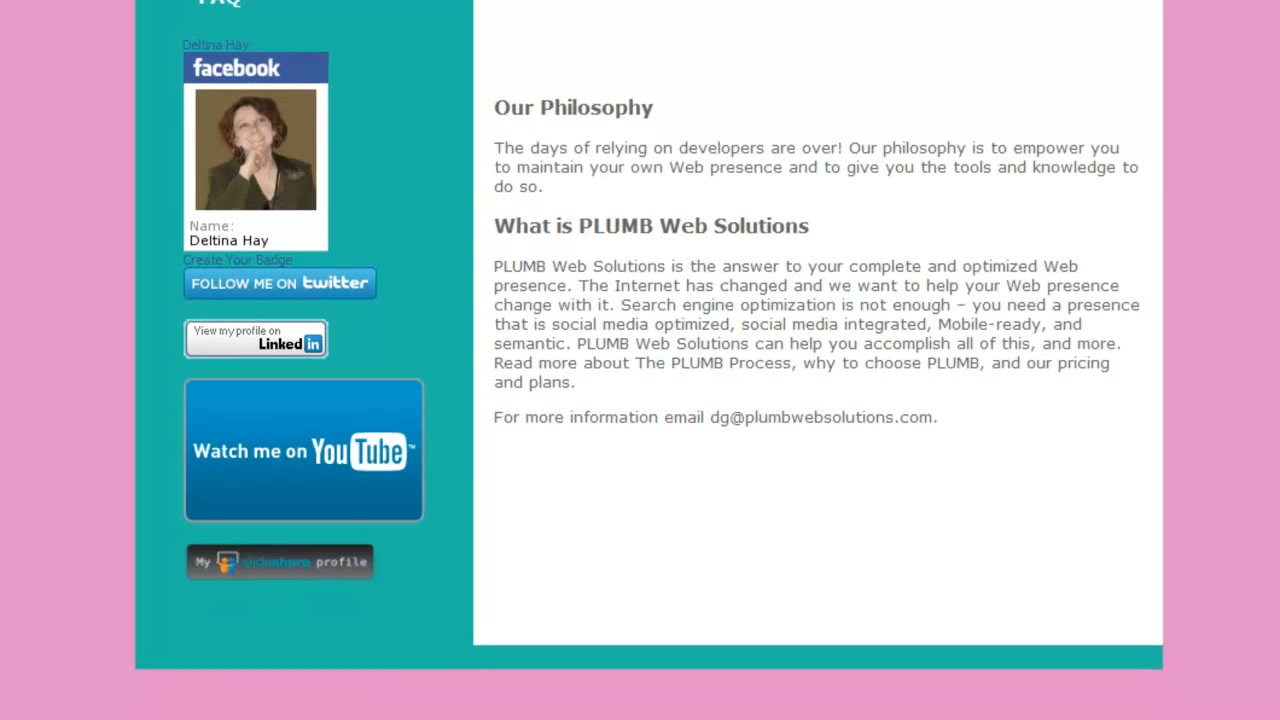 FAQ
Deltina Hay
facebook
Name:
Deltina Hay
Create Your Badge
FOLLOW ME ON twitter
View my profile on
Linked in
Watch me on YouTube™
My slideshare profile
Our Philosophy
The days of relying on developers are over! Our philosophy is to empower you
to maintain your own Web presence and to give you the tools and knowledge to
do so.
What is PLUMB Web Solutions
PLUMB Web Solutions is the answer to your complete and optimized Web
presence. The Internet has changed and we want to help your Web presence
change with it. Search engine optimization is not enough – you need a presence
that is social media optimized, social media integrated, Mobile-ready, and
semantic. PLUMB Web Solutions can help you accomplish all of this, and more.
Read more about The PLUMB Process, why to choose PLUMB, and our pricing
and plans.
For more information email dg@plumbwebsolutions.com.